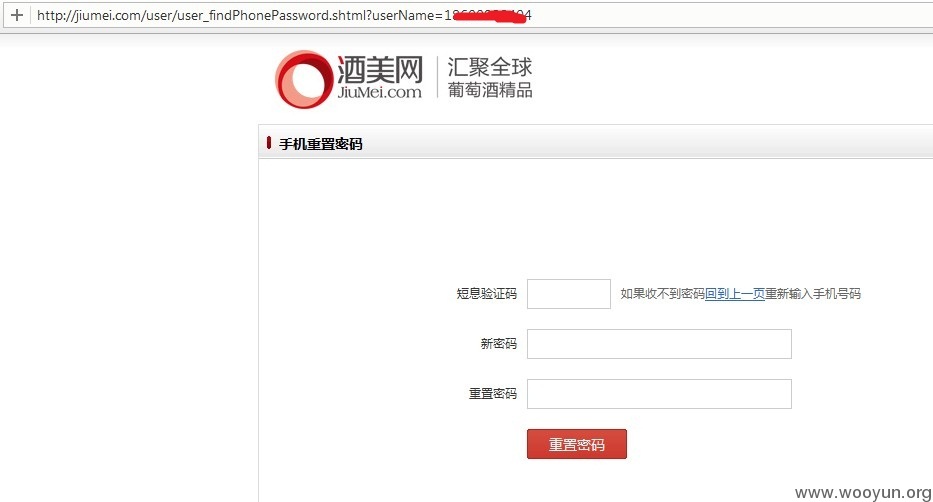 http://jiumei.com/user/user_findPhonePassword.shtml?userName=1
酒美网
JiuMei.com
汇聚全球
葡萄酒精品
手机重置密码
短息验证码
如果收不到密码回到上一页重新输入手机号码
新密码
重置密码
重置密码
www.wooyun.org